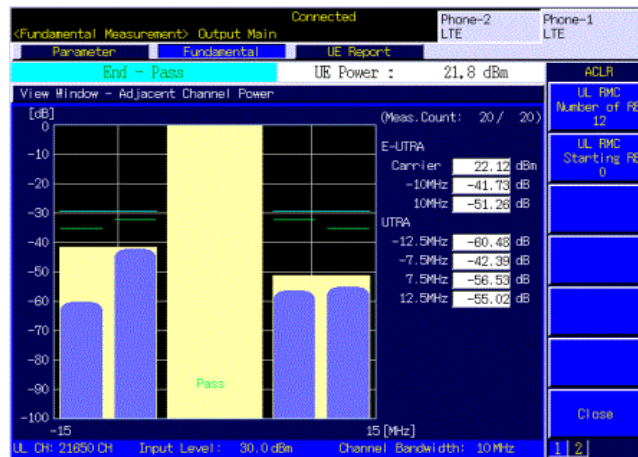 Connected
<Fundamental Measurement> Output Main
Phone-2
LTE
Phone-1
LTE
Parameter Fundamental UE Report
End - Pass UE Power : 21.8 dBm
ACLR
View Window - Adjacent Channel Power
UL RMC
Number of RB
12
UL RMC
Starting RB
0
Close
1 2
[dB]
0
-10
-20
-30
-40
-50
-60
-70
-80
-90
-100
Pass
-15 15 [MHz]
(Meas.Count: 20 / 20)
E-UTRA
Carrier 22.12 dBm
-10MHz -41.73 dB
10MHz -51.26 dB
UTRA
-12.5MHz -60.48 dB
-7.5MHz -42.39 dB
7.5MHz -56.53 dB
12.5MHz -55.02 dB
UL CH: 21650 CH Input Level: 30.0 dBm Channel Bandwidth: 10 MHz